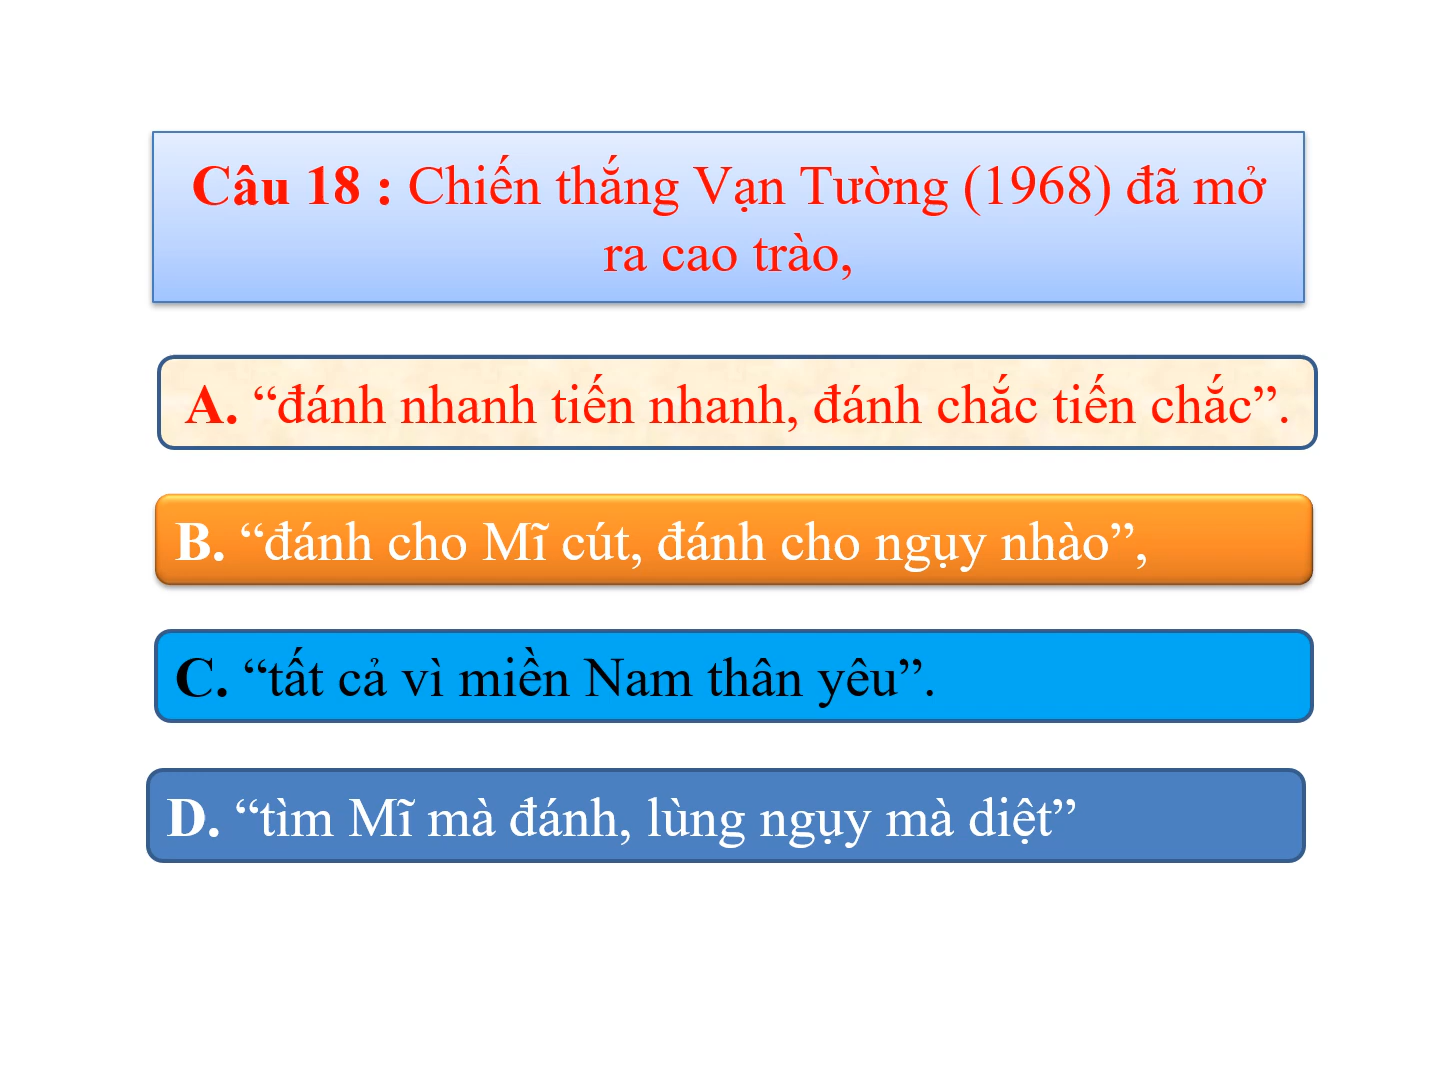 Câu 18 : Chiến thắng Vạn Tường (1968) đã mở
ra cao trào,
A. “đánh nhanh tiến nhanh, đánh chắc tiến chắc”.
B. “đánh cho Mĩ cút, đánh cho ngụy nhào”,
C. “tất cả vì miền Nam thân yêu”.
D. “tìm Mĩ mà đánh, lùng ngụy mà diệt”